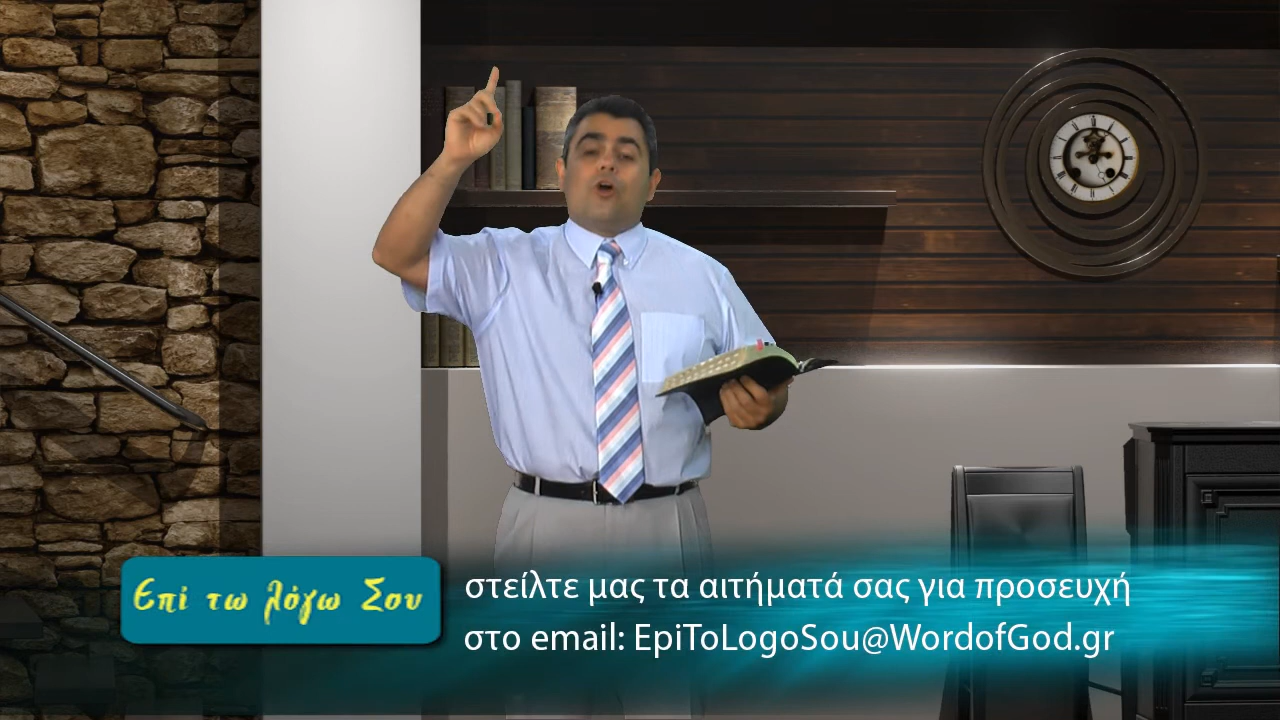 Επί τω λόγω Σου
στείλτε μας τα αιτήματά σας για προσευχή
στο email: EpiToLogoSou@WordofGod.gr